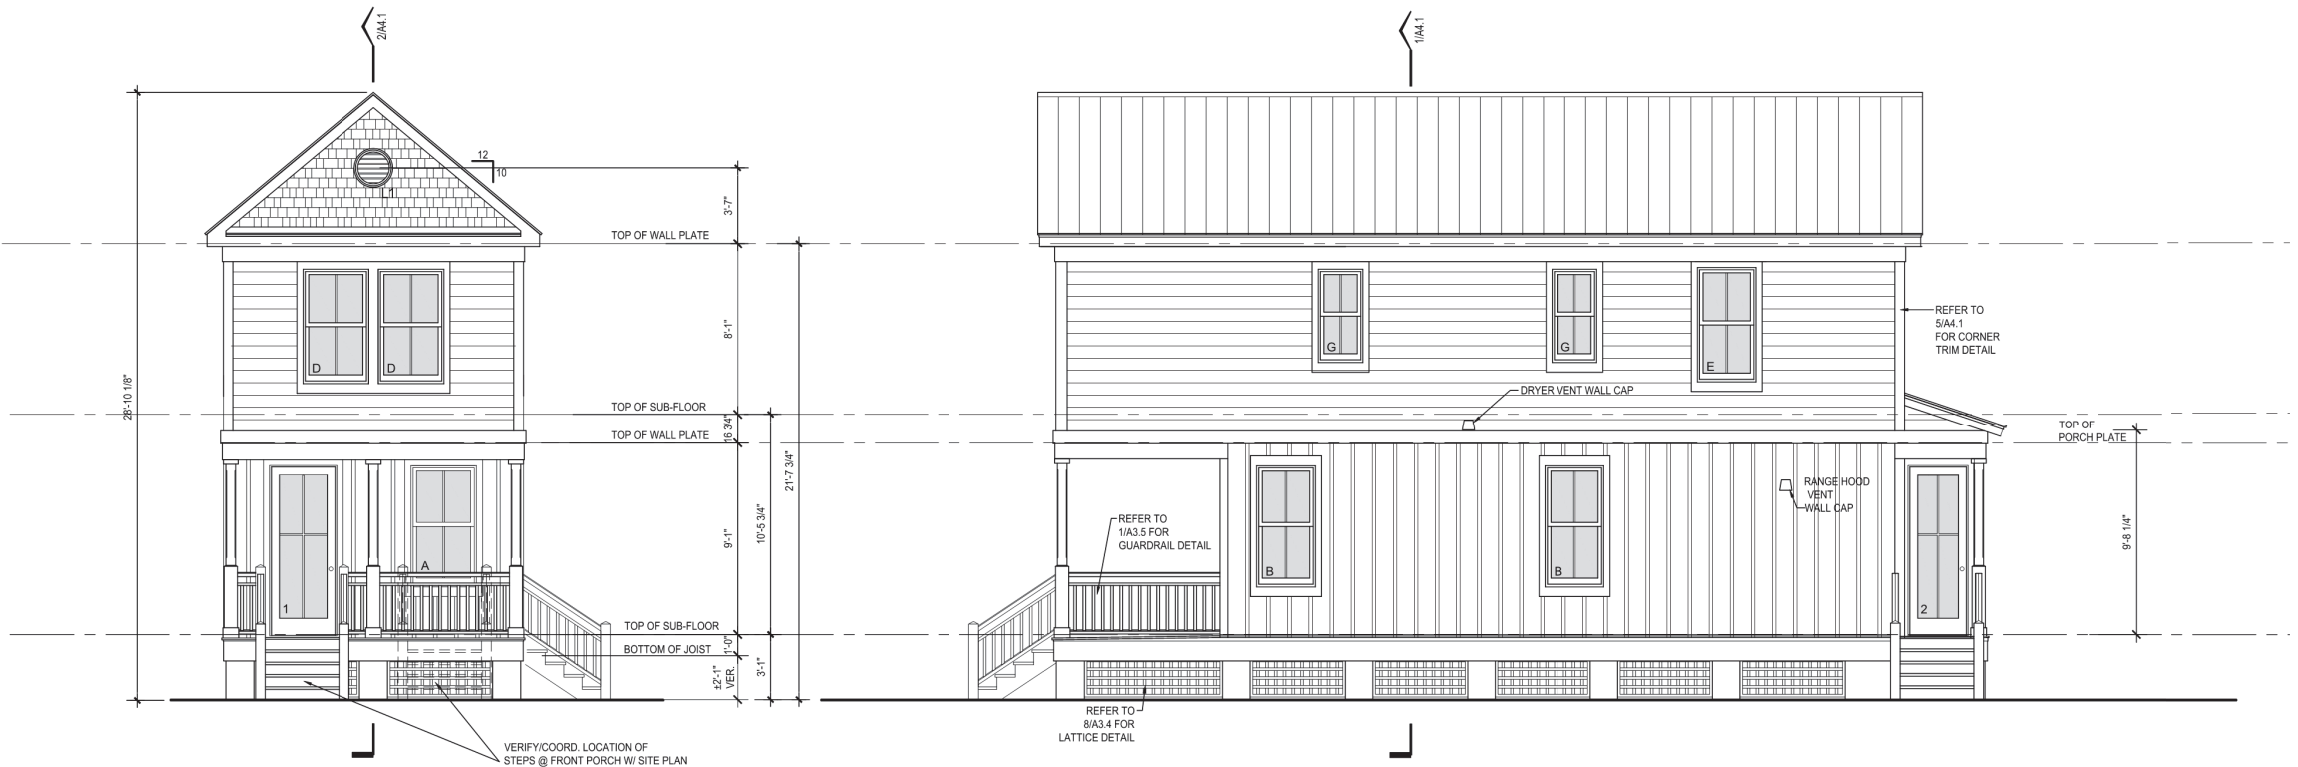 2/A4.1
12
10
L1
TOP OF WALL PLATE
3'-7"
8'-1"
28'-10 1/8"
D
D
TOP OF SUB-FLOOR
16 3/4"
TOP OF WALL PLATE
21'-7 3/4"
10'-5 3/4"
9'-1"
A
1
TOP OF SUB-FLOOR
1'-0"
BOTTOM OF JOIST
±2'-1"
VER.
3'-1"
VERIFY/COORD. LOCATION OF
STEPS @ FRONT PORCH W/ SITE PLAN
1/A4.1
G
G
E
REFER TO
5/A4.1
FOR CORNER
TRIM DETAIL
DRYER VENT WALL CAP
TOP OF
PORCH PLATE
RANGE HOOD
VENT
WALL CAP
REFER TO
1/A3.5 FOR
GUARDRAIL DETAIL
B
B
2
9'-8 1/4"
REFER TO
8/A3.4 FOR
LATTICE DETAIL